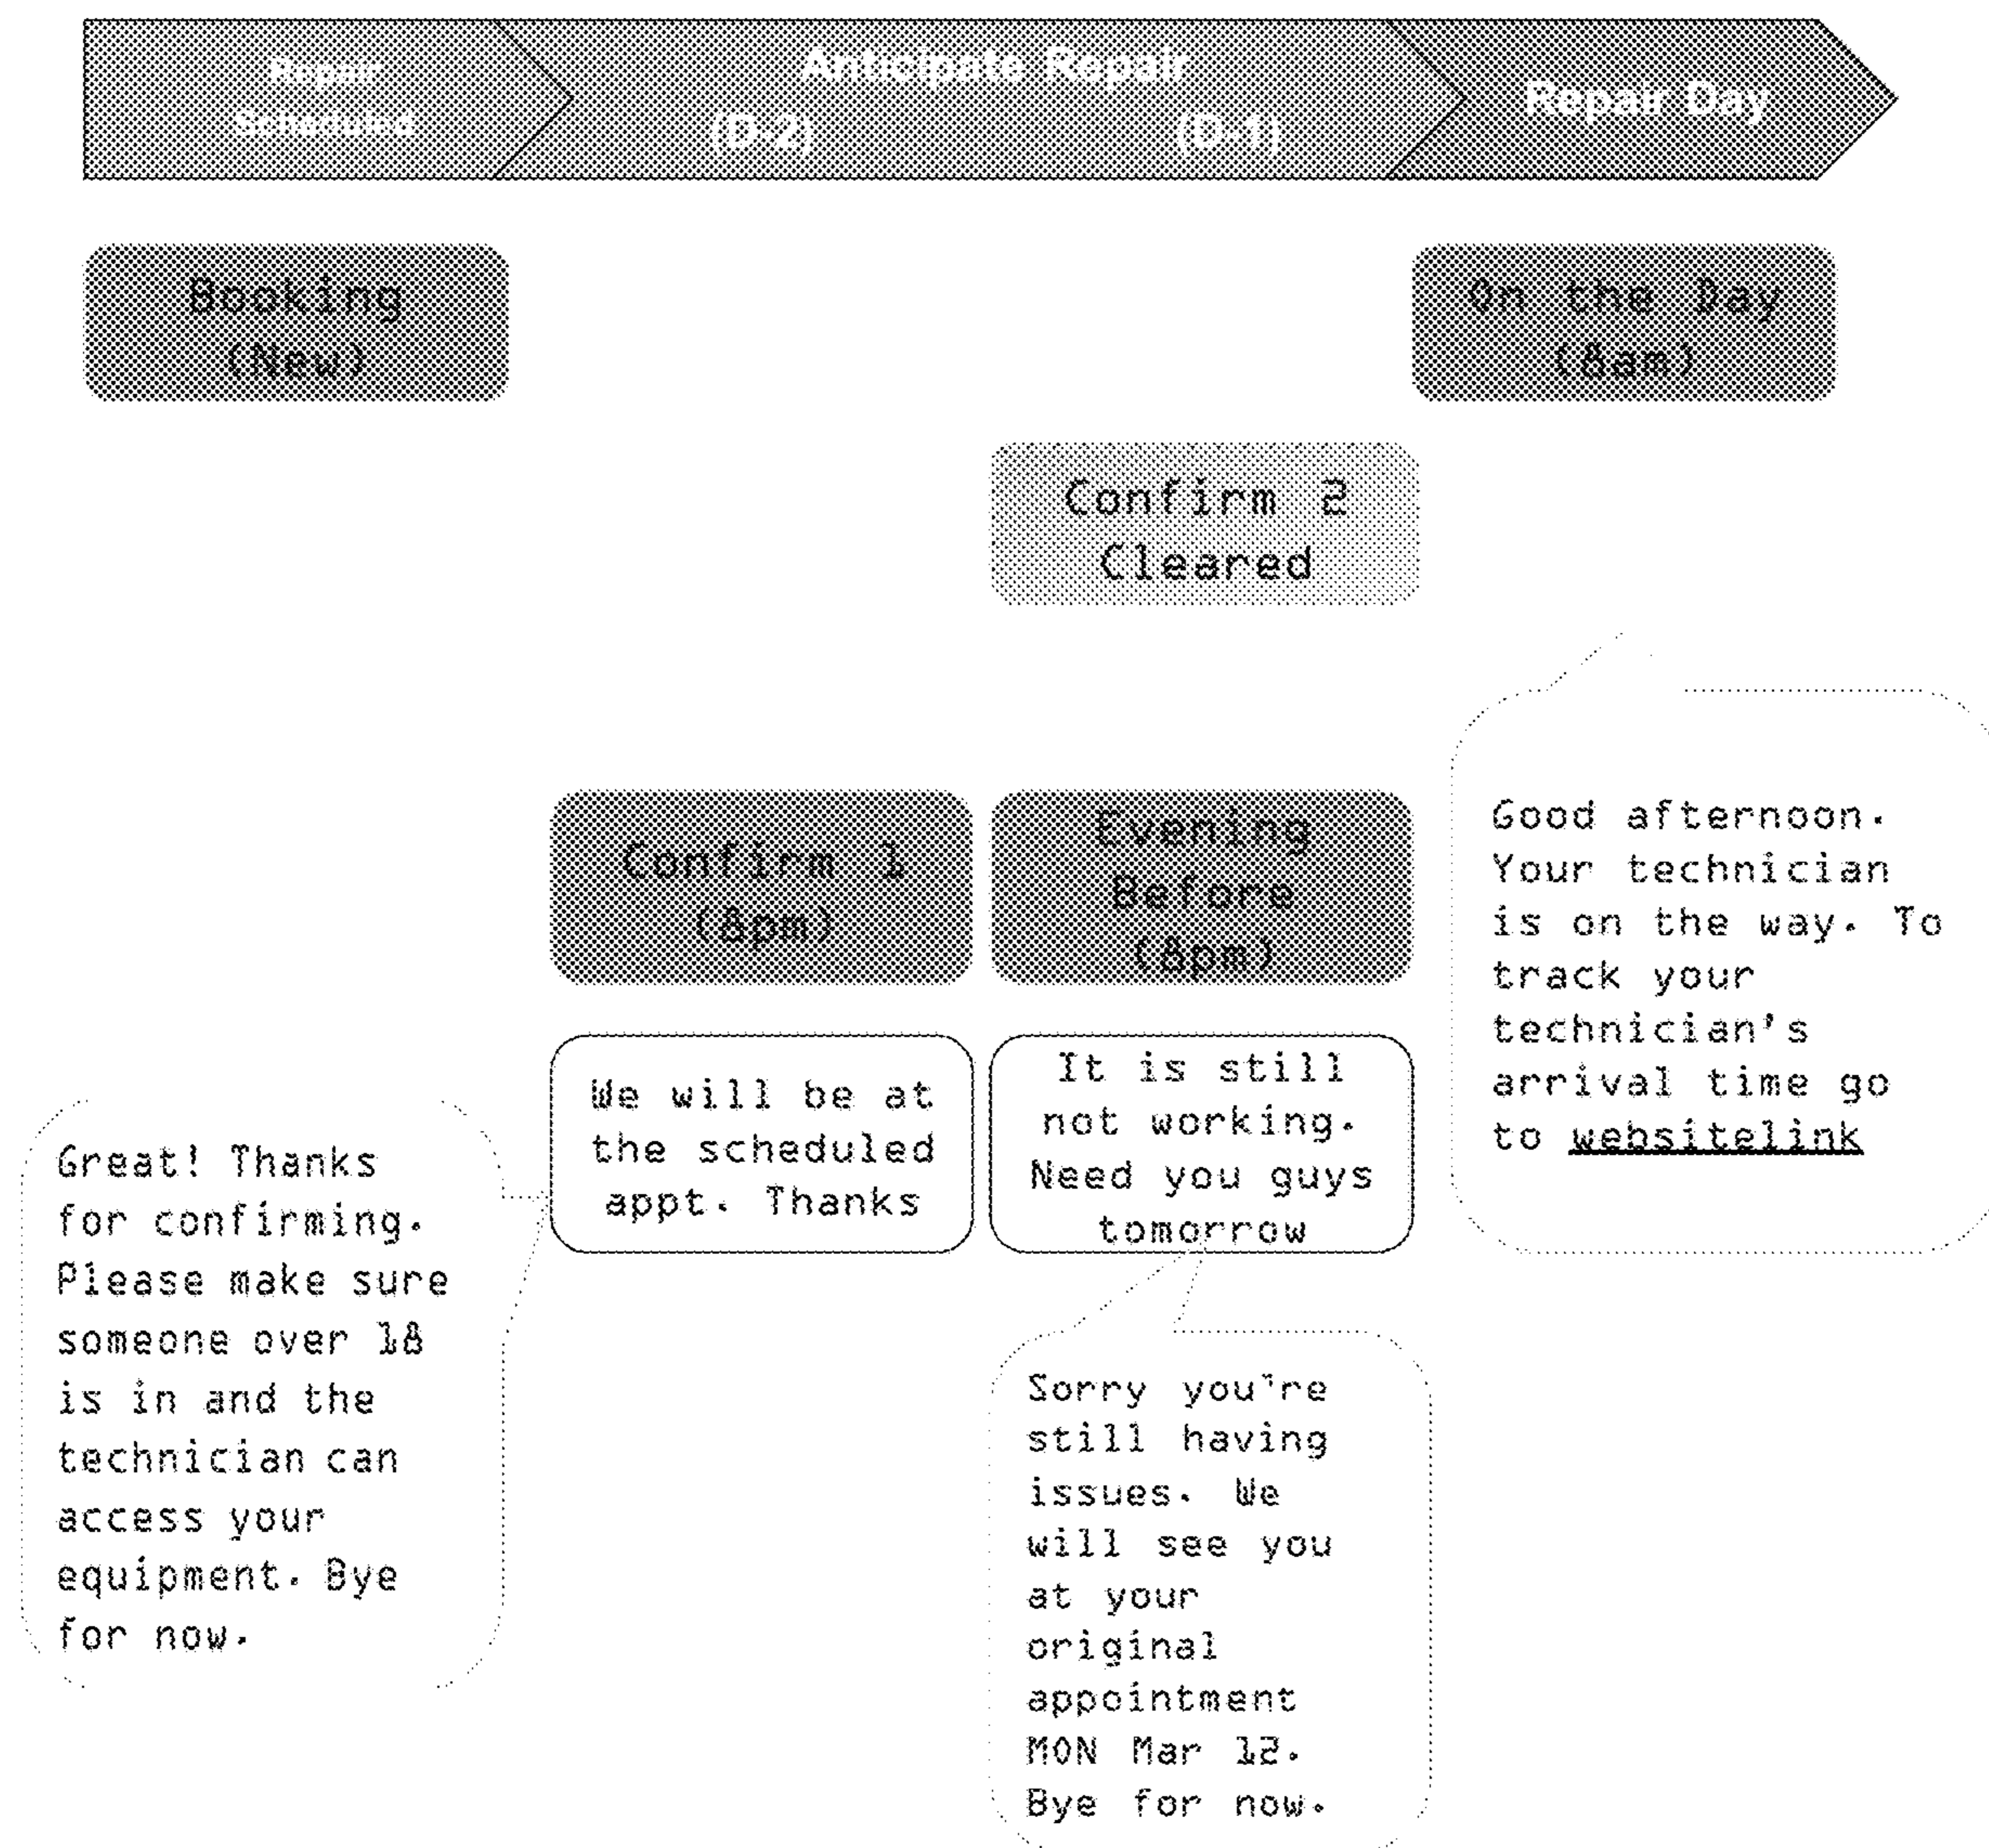 Repair
Scheduled
Anticipate Repair
(D-2)
(D-1)
Repair Day
Booking
(New)
On the Day
(8am)
Confirm 2
Cleared
Confirm 1
(8pm)
Evening
Before
(8pm)
Good afternoon.
Your technician
is on the way. To
track your
technician's
arrival time go
to websitelink
We will be at
the scheduled
appt. Thanks
It is still
not working.
Need you guys
tomorrow
Great! Thanks
for confirming.
Please make sure
someone over 18
is in and the
technician can
access your
equipment. Bye
for now.
Sorry you're
still having
issues. We
will see you
at your
original
appointment
MON Mar 12.
Bye for now.